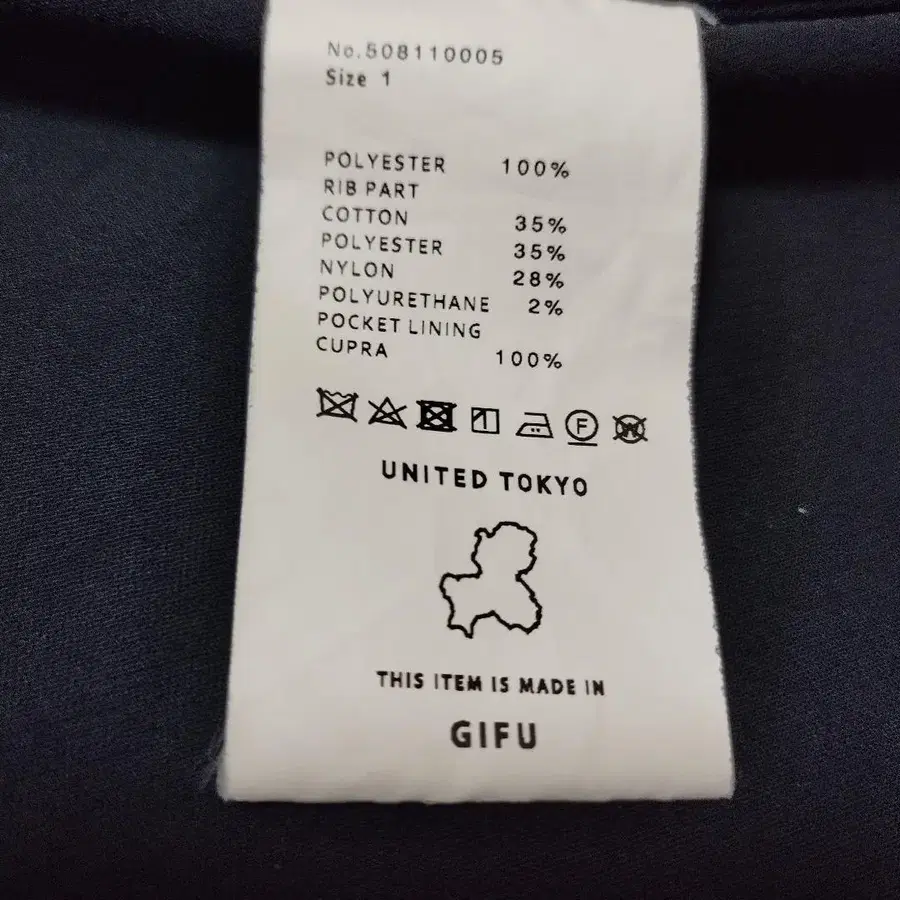 No.508110005
Size 1
POLYESTER 100%
RIB PART
COTTON 35%
POLYESTER 35%
NYLON 28%
POLYURETHANE 2%
POCKET LINING
CUPRA 100%
F W
UNITED TOKYO
THIS ITEM IS MADE IN
GIFU